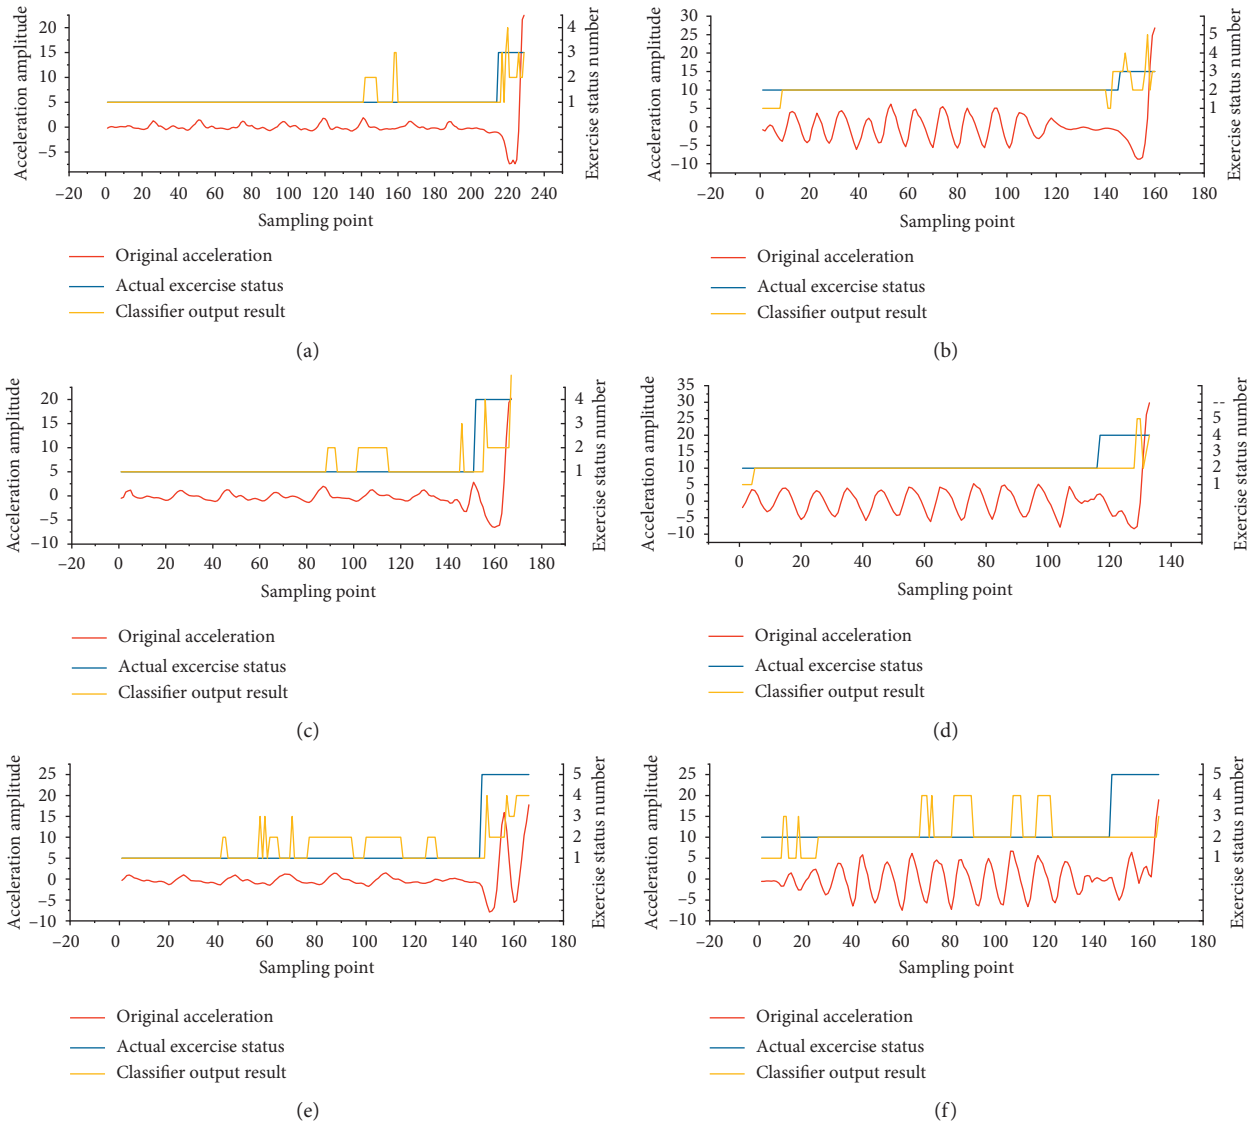 Acceleration amplitude
20
15
10
5
0
−5
−20 0 20 40 60 80 100 120 140 160 180 200 220 240
Sampling point
4
3
2
1
Exercise status number
Original acceleration
Actual excercise status
Classifier output result
(a)
Acceleration amplitude
30
25
20
15
10
5
0
−5
−10
−20 0 20 40 60 80 100 120 140 160 180
Sampling point
5
4
3
2
1
Exercise status number
Original acceleration
Actual excercise status
Classifier output result
(b)
Acceleration amplitude
20
15
10
5
0
−5
−10
−20 0 20 40 60 80 100 120 140 160 180
Sampling point
4
3
2
1
Exercise status number
Original acceleration
Actual excercise status
Classifier output result
(c)
Acceleration amplitude
35
30
25
20
15
10
5
0
−5
−10
0 20 40 60 80 100 120 140
Sampling point
--
5
4
3
2
1
Exercise status number
Original acceleration
Actual excercise status
Classifier output result
(d)
Acceleration amplitude
25
20
15
10
5
0
−5
−10
−20 0 20 40 60 80 100 120 140 160 180
Sampling point
5
4
3
2
1
Exercise status number
Original acceleration
Actual excercise status
Classifier output result
(e)
Acceleration amplitude
25
20
15
10
5
0
−5
−10
−20 0 20 40 60 80 100 120 140 160 180
Sampling point
5
4
3
2
1
Exercise status number
Original acceleration
Actual excercise status
Classifier output result
(f)